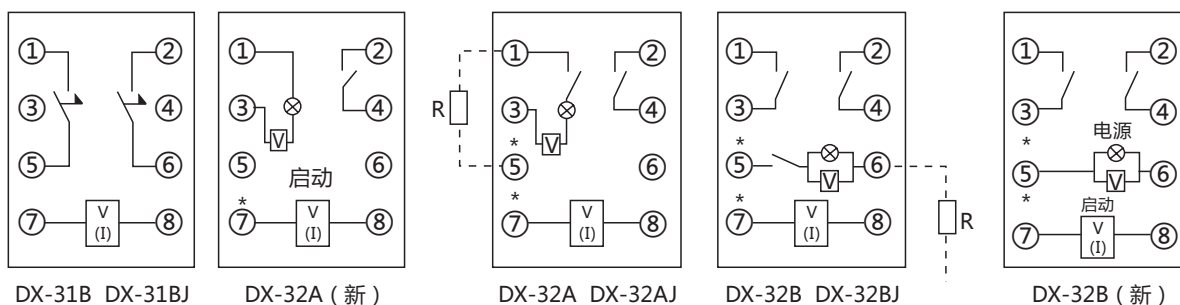 ① ②
③ ④
⑤ ⑥
⑦ V (I) ⑧
DX-31B DX-31BJ
① ②
③ ④
V
⑤ ⑥
启动
* ⑦ V (I) ⑧
DX-32A（新）
R
① ②
③ ④
V
* ⑤ ⑥
* ⑦ V (I) ⑧
DX-32A DX-32AJ
① ②
③ ④
* ⑤ V ⑥
* ⑦ V (I) ⑧
R
DX-32B DX-32BJ
① ②
③ ④
电源
* ⑤ V ⑥
启动
* ⑦ V (I) ⑧
DX-32B（新）